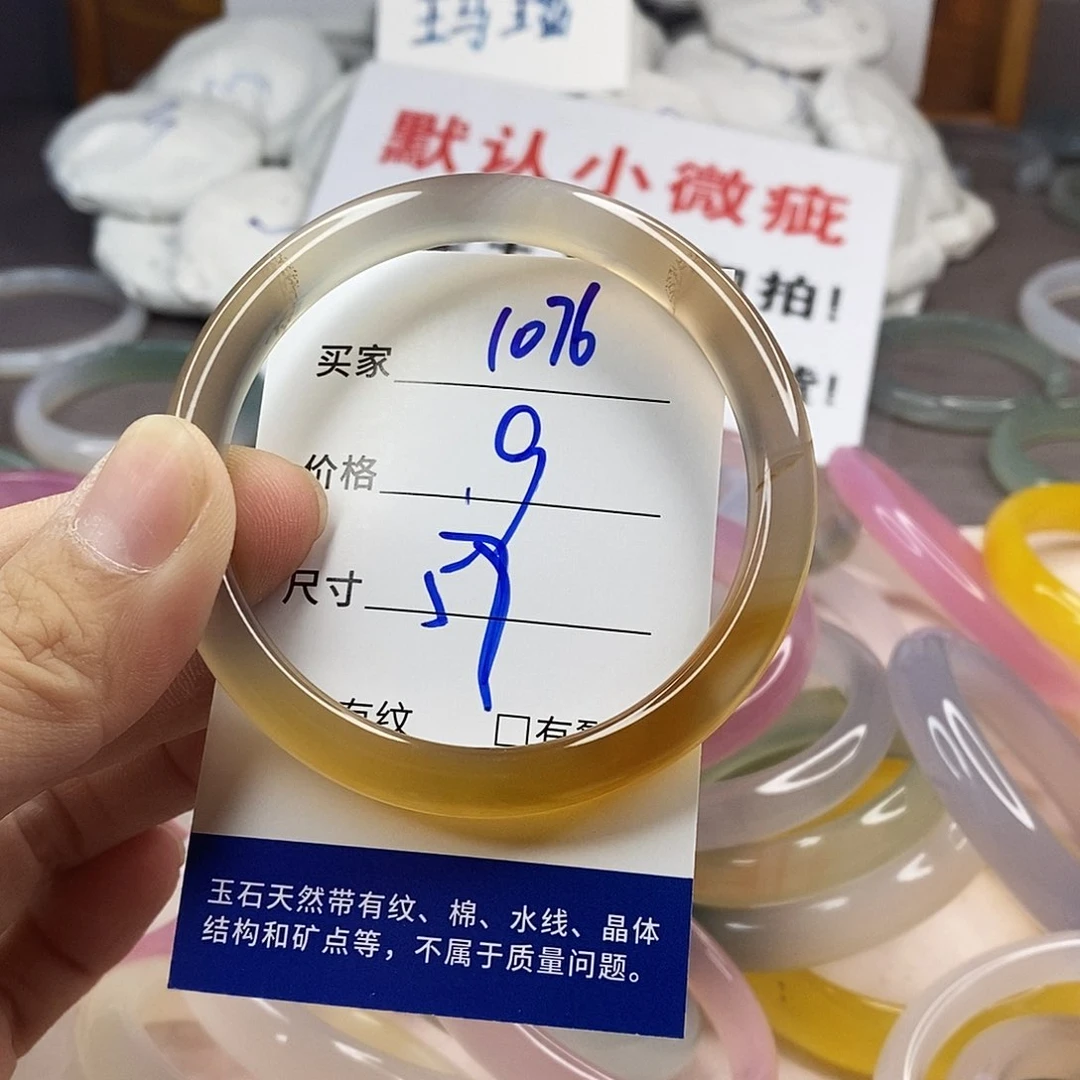 玛瑙
默认小微疵
拍!
买家 1076
价格 9
尺寸 57
有纹 □有
玉石天然带有纹、棉、水线、晶体
结构和矿点等，不属于质量问题。